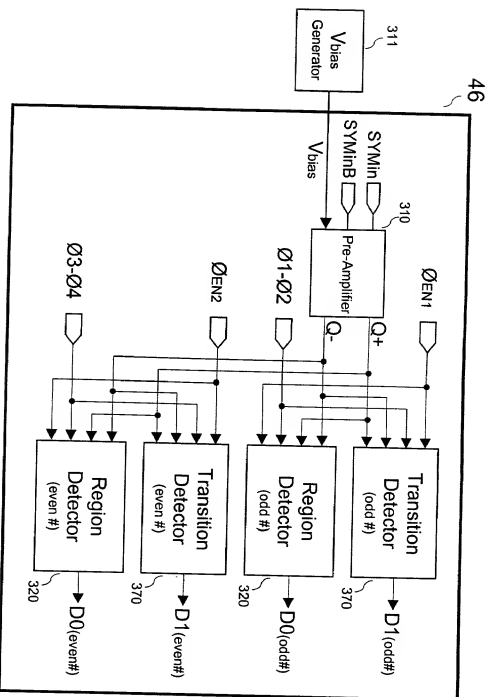 46
311
Vbias
Generator
Vbias
SYMin
SYMinB
310
Pre-Amplifier
Q+
Q-
ØEN1
Ø1-Ø2
ØEN2
Ø3-Ø4
Transition
Detector
(odd #)
370
D1(odd#)
Region
Detector
(odd #)
320
D0(odd#)
Transition
Detector
(even #)
370
D1(even#)
Region
Detector
(even #)
320
D0(even#)